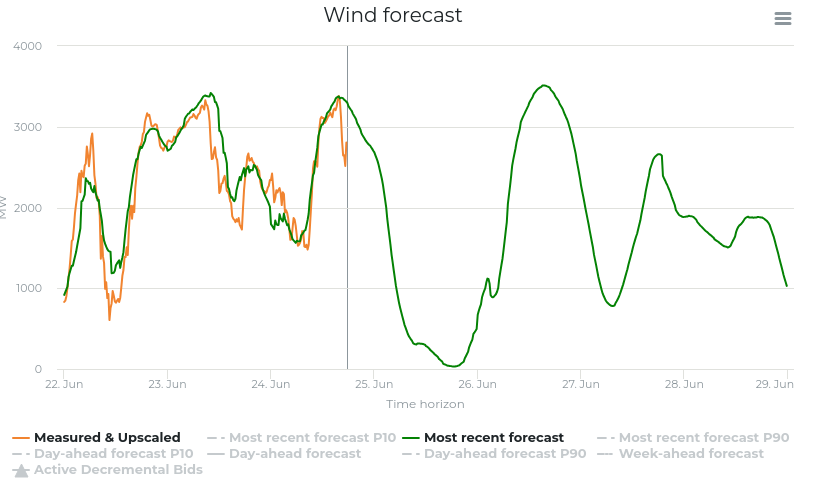 Wind forecast
4000
3000
2000
1000
0
MW
22. Jun 23. Jun 24. Jun 25. Jun 26. Jun 27. Jun 28. Jun 29. Jun
Time horizon
Measured & Upscaled Most recent forecast P10 Most recent forecast Most recent forecast P90
Day-ahead forecast P10 Day-ahead forecast Day-ahead forecast P90 Week-ahead forecast
Active Decremental Bids